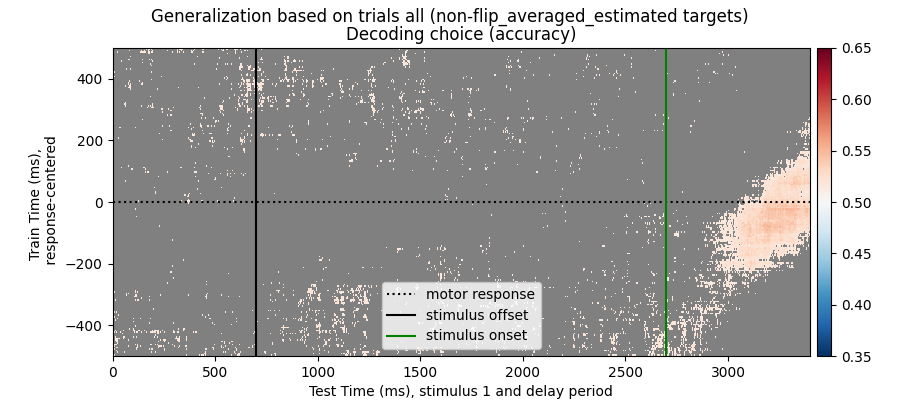 Generalization based on trials all (non-flip_averaged_estimated targets)
Decoding choice (accuracy)
Train Time (ms),
response-centered
400
200
0
−200
−400
motor response
stimulus offset
stimulus onset
0
500
1000
1500
2000
2500
3000
Test Time (ms), stimulus 1 and delay period
0.65
0.60
0.55
0.50
0.45
0.40
0.35